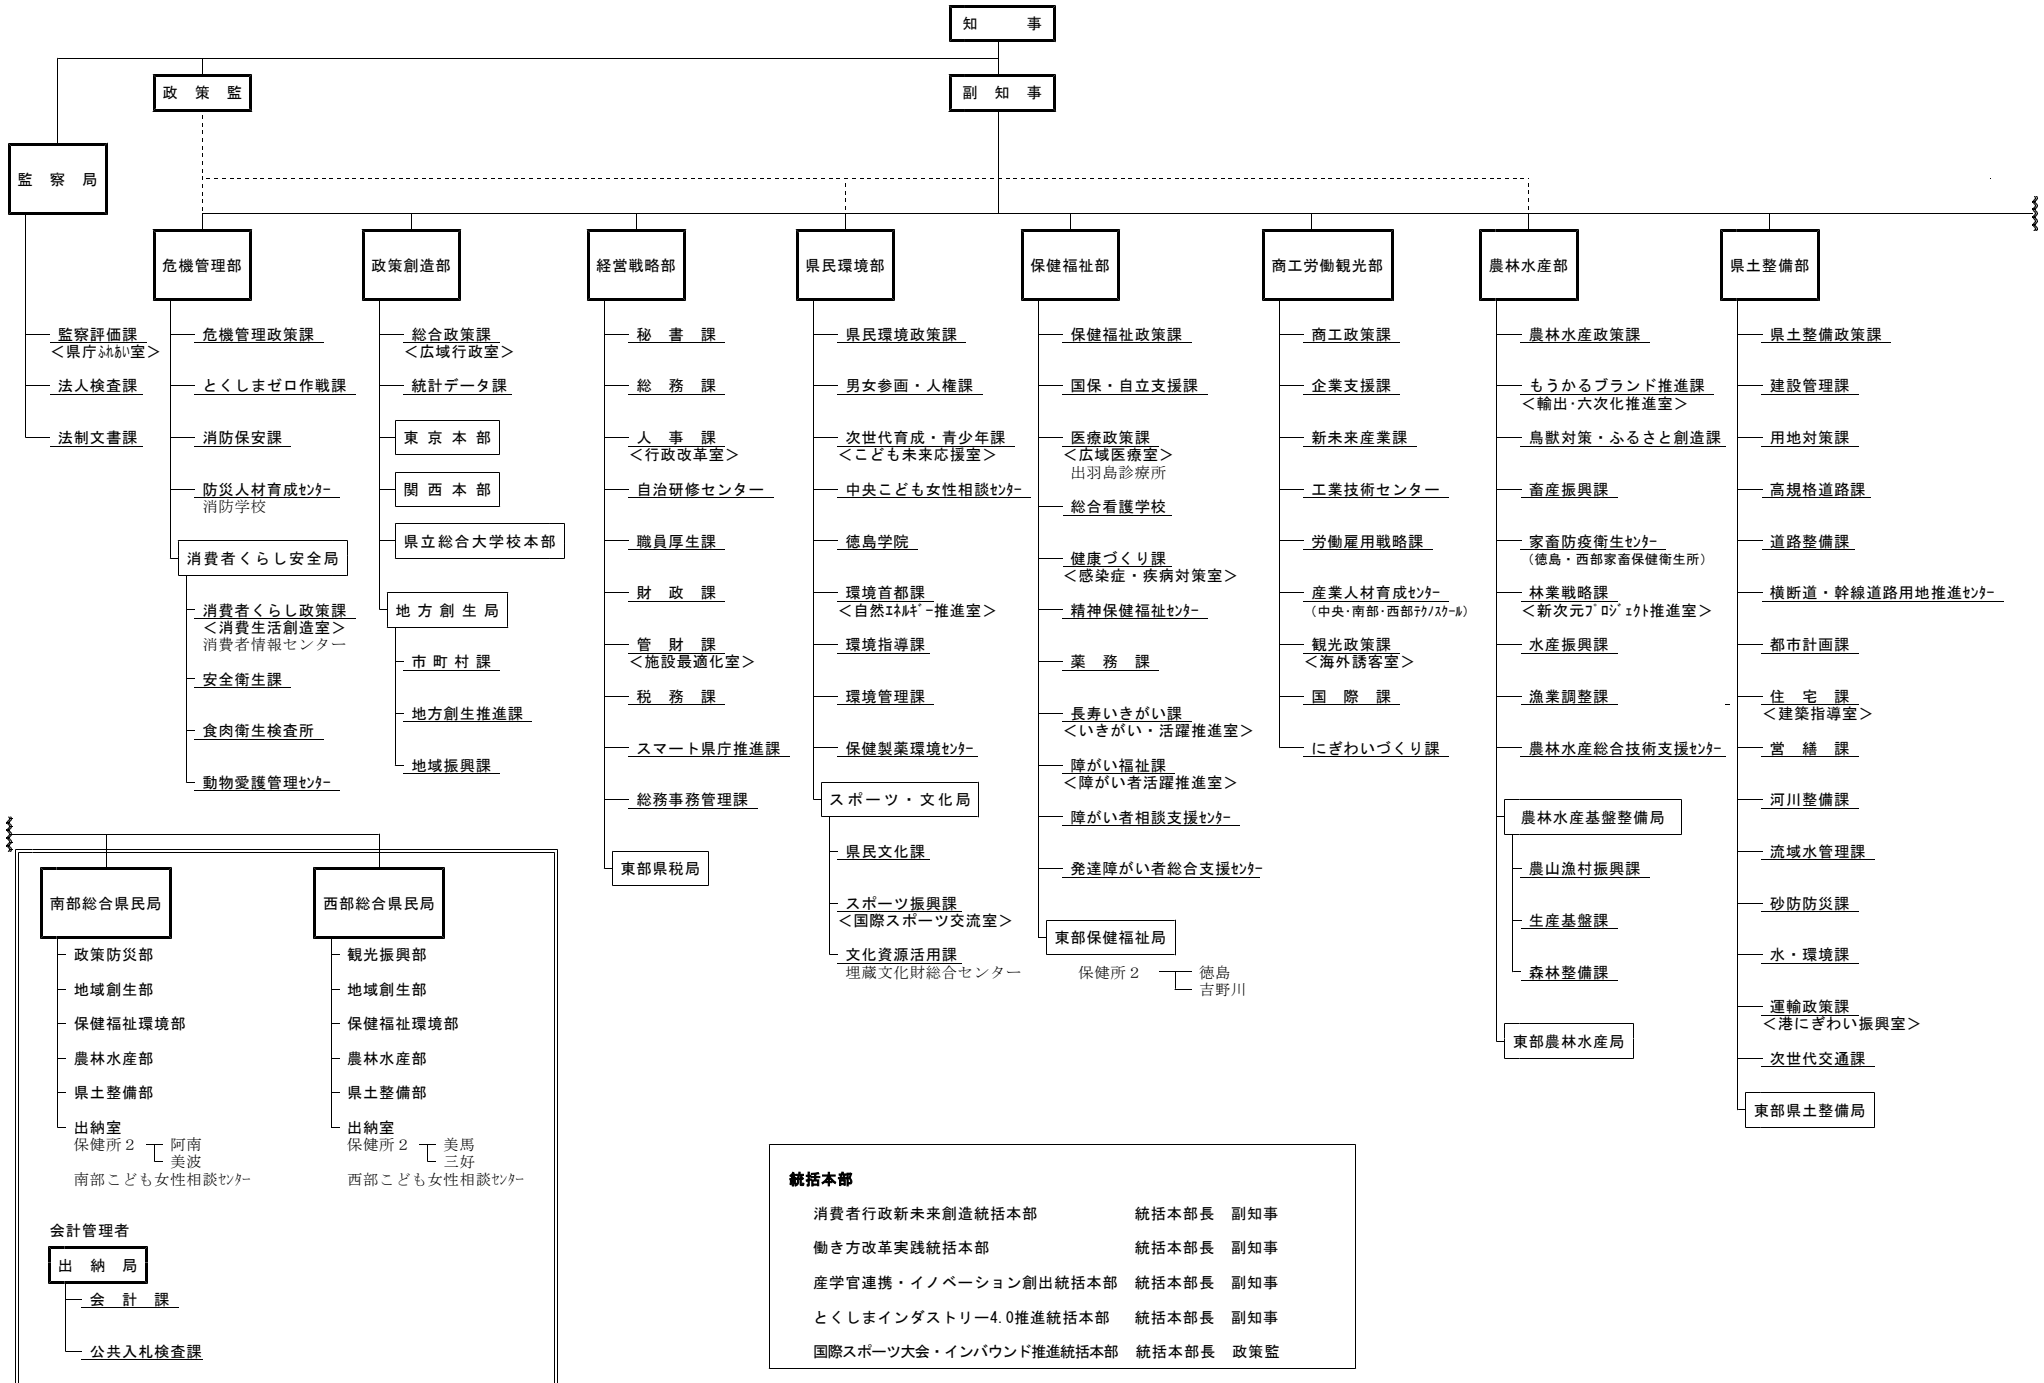 知　事
政　策　監
副　知　事
監　察　局
監察評価課
＜県庁ふれあい室＞
法人検査課
法制文書課
危機管理部
危機管理政策課
とくしまゼロ作戦課
消防保安課
防災人材育成ｾﾝﾀｰ
消防学校
消費者くらし安全局
消費者くらし政策課
＜消費生活創造室＞
消費者情報センター
安全衛生課
食肉衛生検査所
動物愛護管理ｾﾝﾀｰ
政策創造部
総合政策課
＜広域行政室＞
統計データ課
東 京 本 部
関 西 本 部
県立総合大学校本部
地 方 創 生 局
市 町 村 課
地方創生推進課
地域振興課
経営戦略部
秘　書　課
総　務　課
人　事　課
＜行政改革室＞
自治研修センター
職員厚生課
財　政　課
管　財　課
＜施設最適化室＞
税　務　課
スマート県庁推進課
総務事務管理課
東部県税局
県民環境部
県民環境政策課
男女参画・人権課
次世代育成・青少年課
＜こども未来応援室＞
中央こども女性相談ｾﾝﾀｰ
徳島学院
環境首都課
＜自然ｴﾈﾙｷﾞｰ推進室＞
環境指導課
環境管理課
保健製薬環境ｾﾝﾀｰ
スポーツ・文化局
県民文化課
スポーツ振興課
＜国際スポーツ交流室＞
文化資源活用課
埋蔵文化財総合センター
保健福祉部
保健福祉政策課
国保・自立支援課
医療政策課
＜広域医療室＞
出羽島診療所
総合看護学校
健康づくり課
＜感染症・疾病対策室＞
精神保健福祉ｾﾝﾀｰ
薬　務　課
長寿いきがい課
＜いきがい・活躍推進室＞
障がい福祉課
＜障がい者活躍推進室＞
障がい者相談支援ｾﾝﾀｰ
発達障がい者総合支援ｾﾝﾀｰ
東部保健福祉局
保健所２　徳島
吉野川
商工労働観光部
商工政策課
企業支援課
新未来産業課
工業技術センター
労働雇用戦略課
産業人材育成ｾﾝﾀｰ
（中央･南部･西部ﾃｸﾉｽｸｰﾙ）
観光政策課
＜海外誘客室＞
国　際　課
にぎわいづくり課
農林水産部
農林水産政策課
もうかるブランド推進課
＜輸出･六次化推進室＞
鳥獣対策・ふるさと創造課
畜産振興課
家畜防疫衛生ｾﾝﾀｰ
（徳島・西部家畜保健衛生所）
林業戦略課
＜新次元ﾌﾟﾛｼﾞｪｸﾄ推進室＞
水産振興課
漁業調整課
農林水産総合技術支援ｾﾝﾀｰ
農林水産基盤整備局
農山漁村振興課
生産基盤課
森林整備課
東部農林水産局
県土整備部
県土整備政策課
建設管理課
用地対策課
高規格道路課
道路整備課
横断道・幹線道路用地推進ｾﾝﾀｰ
都市計画課
住　宅　課
＜建築指導室＞
営　繕　課
河川整備課
流域水管理課
砂防防災課
水・環境課
運輸政策課
＜港にぎわい振興室＞
次世代交通課
東部県土整備局
南部総合県民局
政策防災部
地域創生部
保健福祉環境部
農林水産部
県土整備部
出納室
保健所２　阿南
美波
南部こども女性相談ｾﾝﾀｰ
西部総合県民局
観光振興部
地域創生部
保健福祉環境部
農林水産部
県土整備部
出納室
保健所２　美馬
三好
西部こども女性相談ｾﾝﾀｰ
会計管理者
出　納　局
会　計　課
公共入札検査課
統括本部
消費者行政新未来創造統括本部　統括本部長　副知事
働き方改革実践統括本部　統括本部長　副知事
産学官連携・イノベーション創出統括本部　統括本部長　副知事
とくしまインダストリー4.0推進統括本部　統括本部長　副知事
国際スポーツ大会・インバウンド推進統括本部　統括本部長　政策監